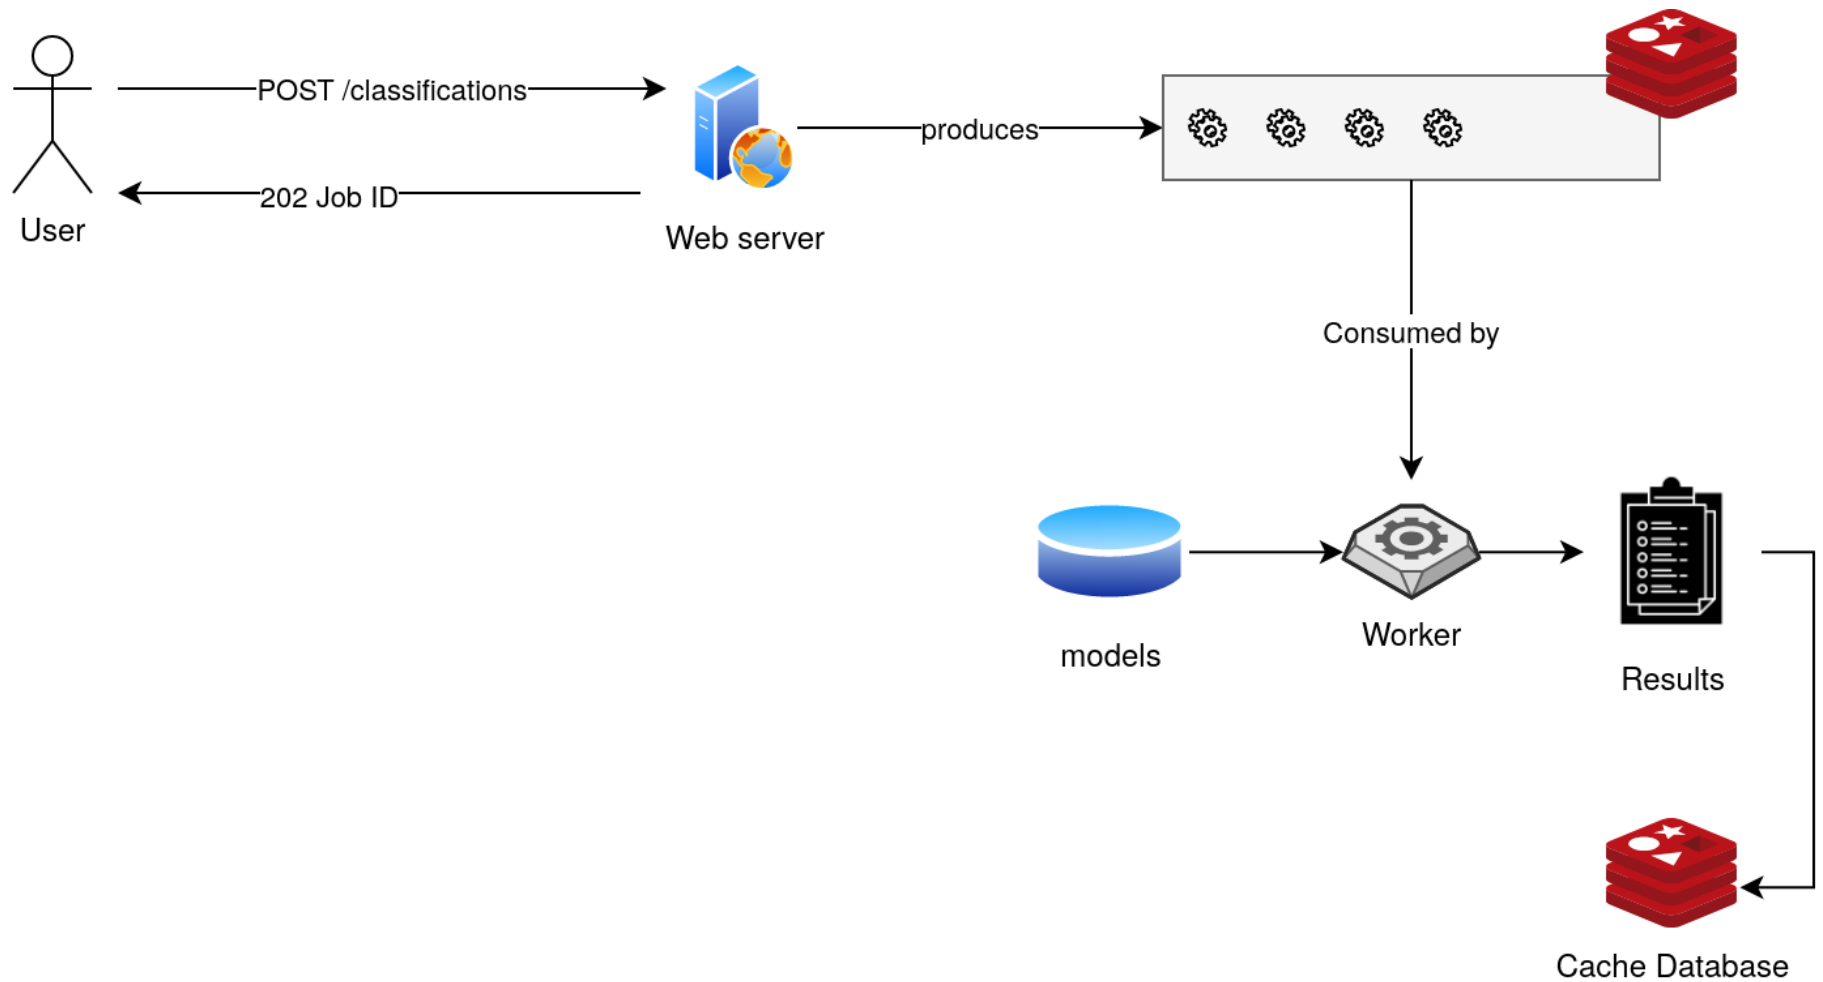 POST /classifications
produces
202 Job ID
User
Web server
Consumed by
models
Worker
Results
Cache Database